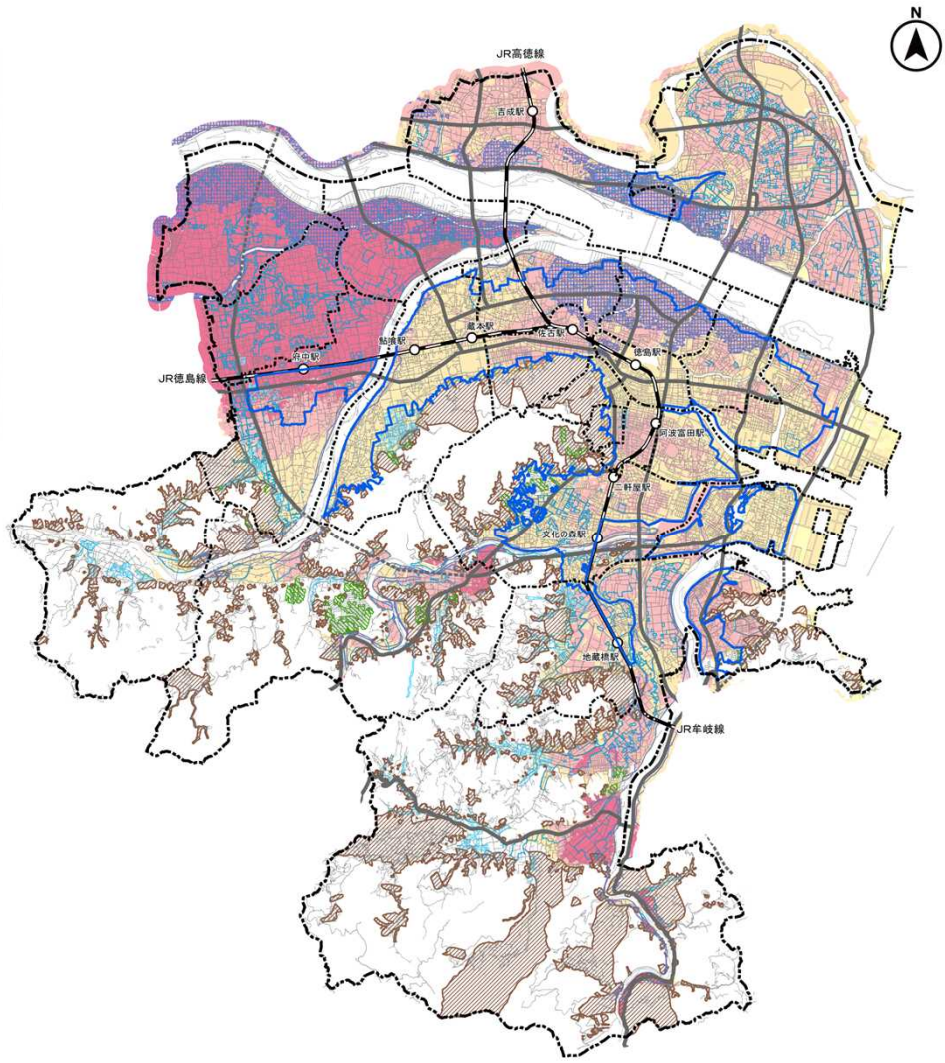 N
JR高徳線
吉成駅
蔵本駅
佐古駅
鮎喰駅
府中駅
徳島駅
JR徳島線
阿波富田駅
二軒屋駅
文化の森駅
地蔵橋駅
JR牟岐線